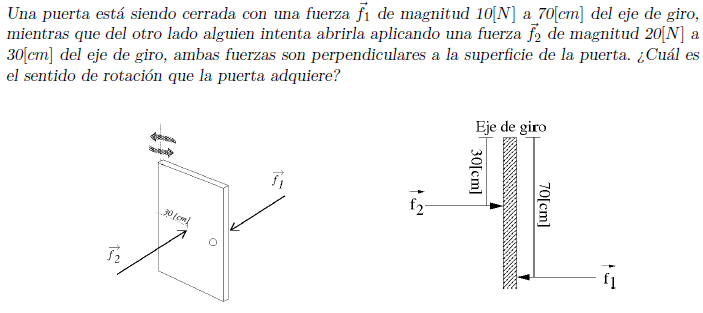 Una puerta está siendo cerrada con una fuerza f⃗₁ de magnitud 10[N] a 70[cm] del eje de giro,
mientras que del otro lado alguien intenta abrirla aplicando una fuerza f⃗₂ de magnitud 20[N] a
30[cm] del eje de giro, ambas fuerzas son perpendiculares a la superficie de la puerta. ¿Cuál es
el sentido de rotación que la puerta adquiere?
Eje de giro
30[cm]
70[cm]
f⃗₁
30[cm]
f⃗₂
f⃗₂
f⃗₁